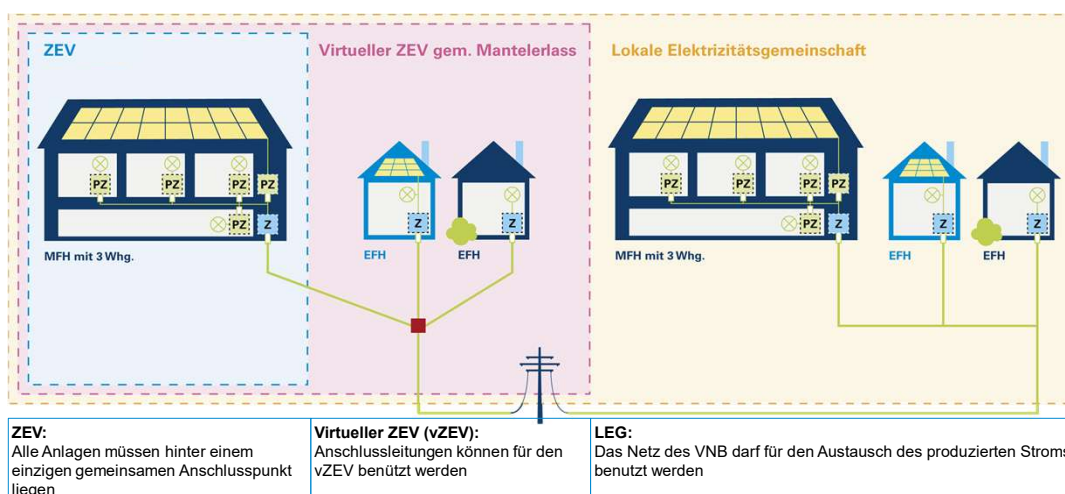 ZEV
Virtueller ZEV gem. Mantelerlass
Lokale Elektrizitätsgemeinschaft
PZ PZ PZ PZ
PZ Z
MFH mit 3 Whg.
Z
EFH
Z
EFH
PZ PZ PZ PZ
PZ Z
MFH mit 3 Whg.
Z
EFH
Z
EFH
ZEV:
Alle Anlagen müssen hinter einem
einzigen gemeinsamen Anschlusspunkt
liegen
Virtueller ZEV (vZEV):
Anschlussleitungen können für den
vZEV benützt werden
LEG:
Das Netz des VNB darf für den Austausch des produzierten Stroms
benutzt werden